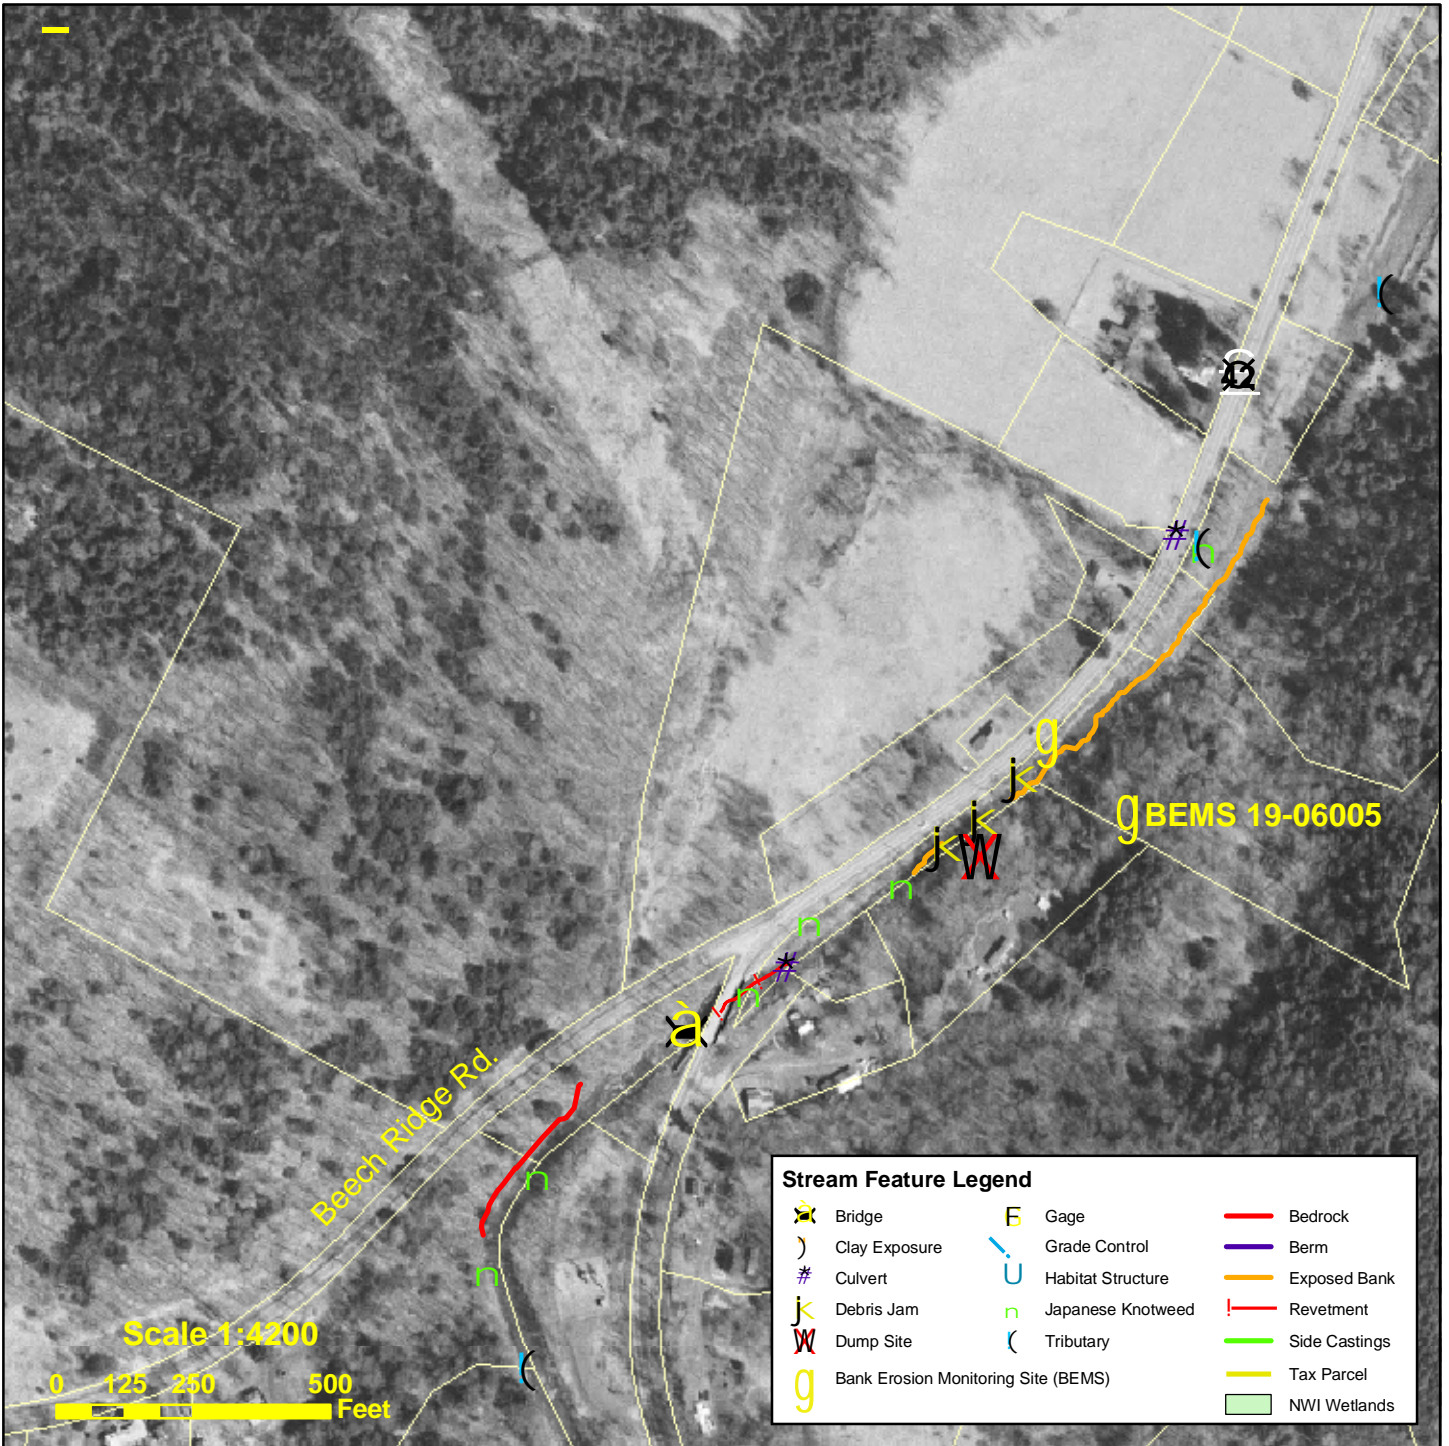 42
g
g BEMS 19-06005
Beech Ridge Rd.
Scale 1:4200
0 125 250 500
Feet
Stream Feature Legend
Bridge
Clay Exposure
Culvert
Debris Jam
Dump Site
Bank Erosion Monitoring Site (BEMS)
Gage
Grade Control
Habitat Structure
Japanese Knotweed
Tributary
Bedrock
Berm
Exposed Bank
Revetment
Side Castings
Tax Parcel
NWI Wetlands